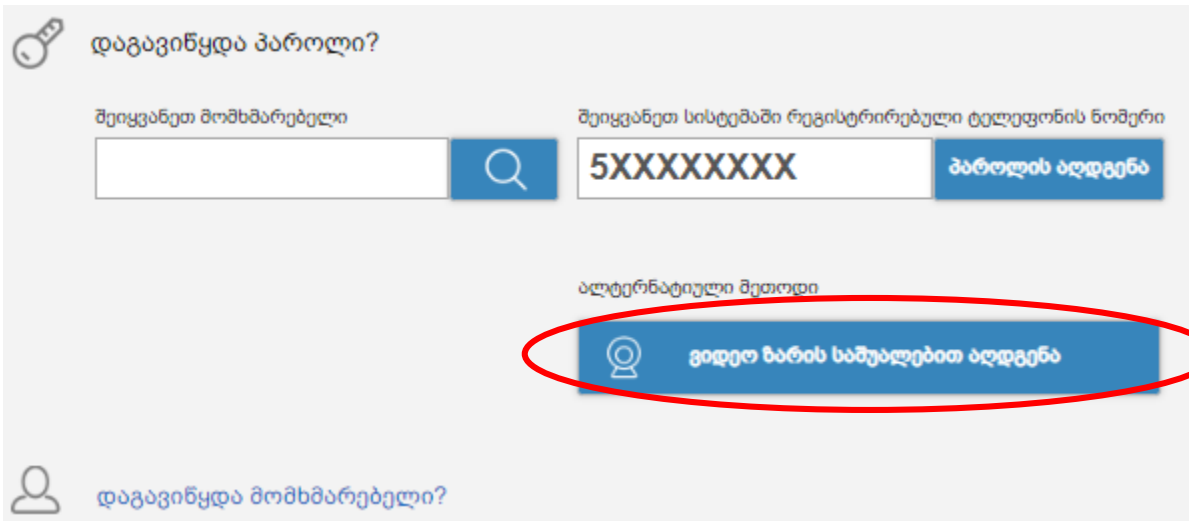 დაგავიწყდა პაროლი?
შეიყვანეთ მომხმარებელი
შეიყვანეთ სისტემაში რეგისტრირებული ტელეფონის ნომერი
5XXXXXXXX
პაროლის აღდგენა
ალტერნატიული მეთოდი
ვიდეო ზარის საშუალებით აღდგენა
დაგავიწყდა მომხმარებელი?